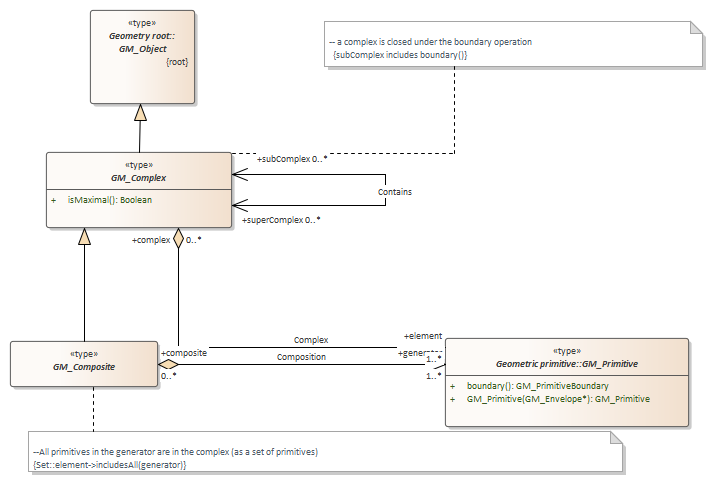 «type»
Geometry root::
GM_Object
{root}
-- a complex is closed under the boundary operation
{subComplex includes boundary()}
«type»
GM_Complex
+ isMaximal(): Boolean
+subComplex 0..*
Contains
+superComplex 0..*
+complex 0..*
Complex
+element
1..*
«type»
GM_Composite
+composite
0..*
Composition
1..*
«type»
Geometric primitive::GM_Primitive
+ boundary(): GM_PrimitiveBoundary
+ GM_Primitive(GM_Envelope*): GM_Primitive
--All primitives in the generator are in the complex (as a set of primitives)
{Set::element->includesAll(generator)}